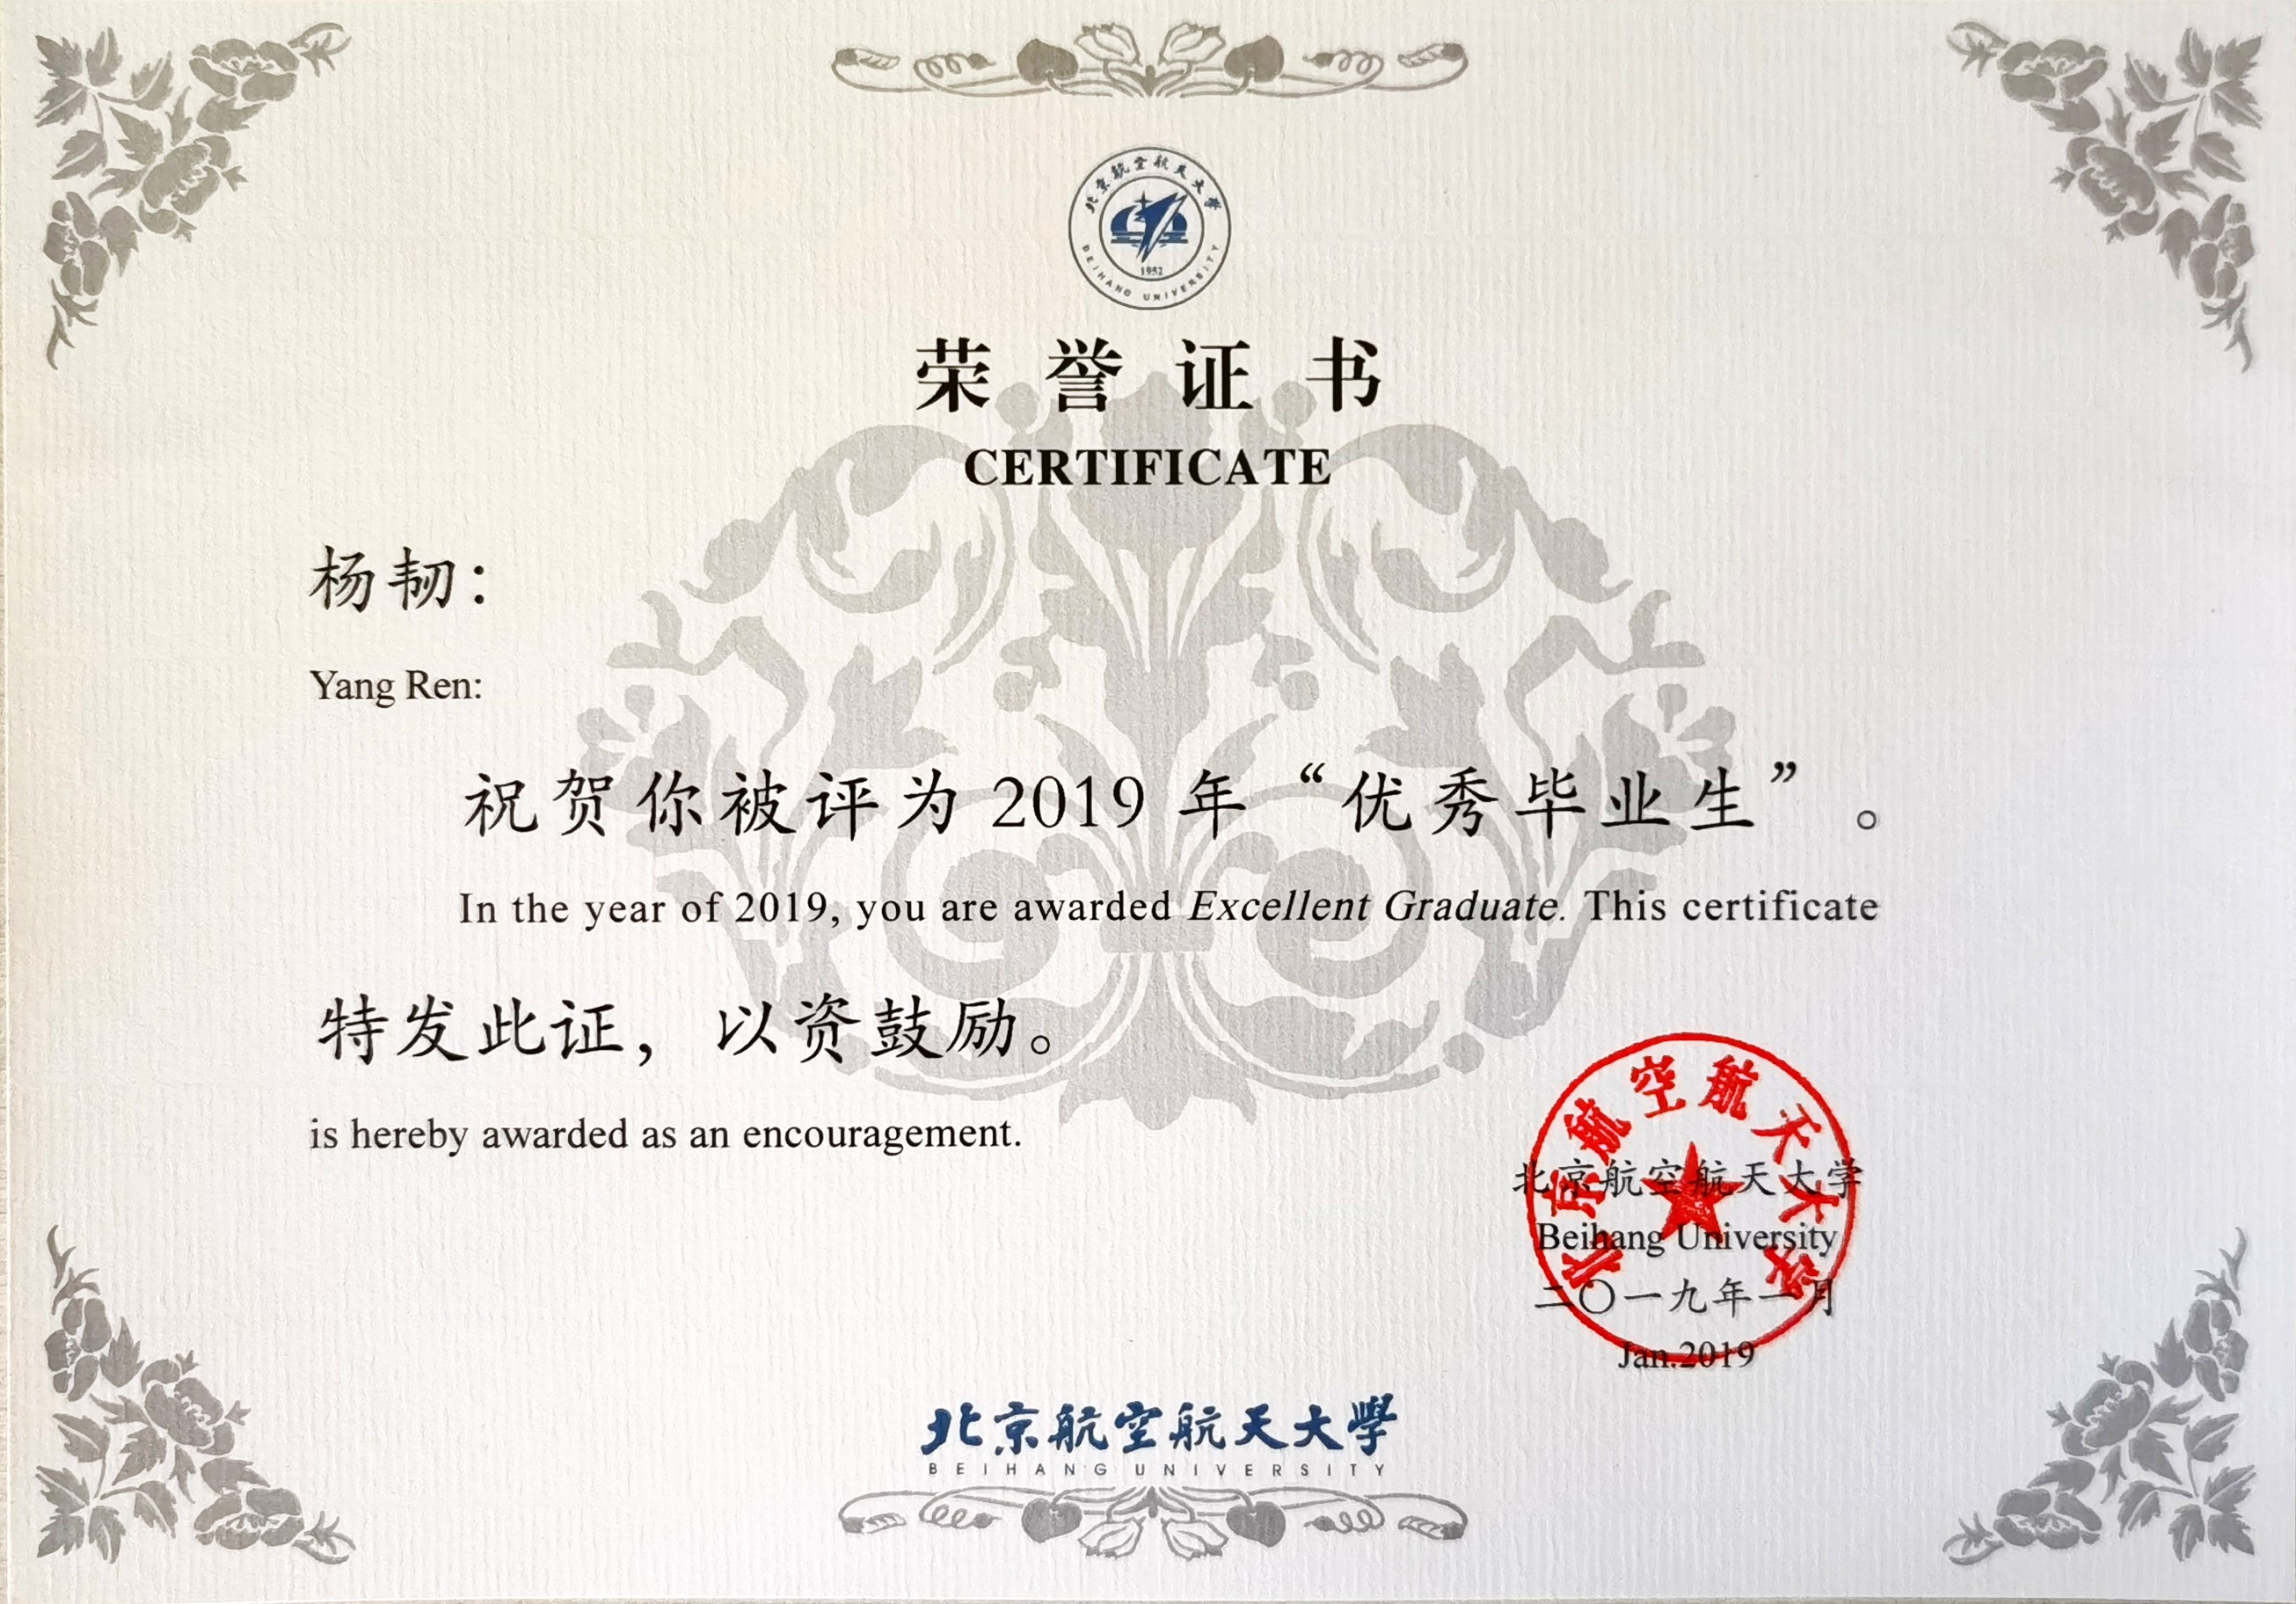 北京航空航天大学
1952
BEIHANG UNIVERSITY
荣誉证书
CERTIFICATE
杨韧：
Yang Ren:
祝贺你被评为 2019 年“优秀毕业生”。
In the year of 2019, you are awarded Excellent Graduate. This certificate
特发此证，以资鼓励。
is hereby awarded as an encouragement.
北京航空航天大学
北京航空航天大学
Beihang University
二〇一九年一月
Jan.2019
北京航空航天大學
BEIHANG UNIVERSITY